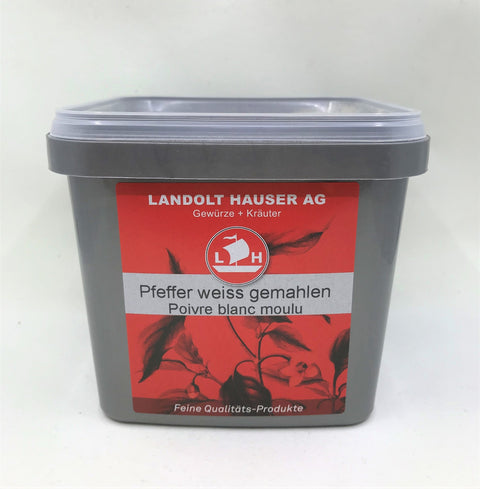 LANDOLT HAUSER AG
Gewürze + Kräuter
L H
Pfeffer weiss gemahlen
Poivre blanc moulu
Feine Qualitäts-Produkte